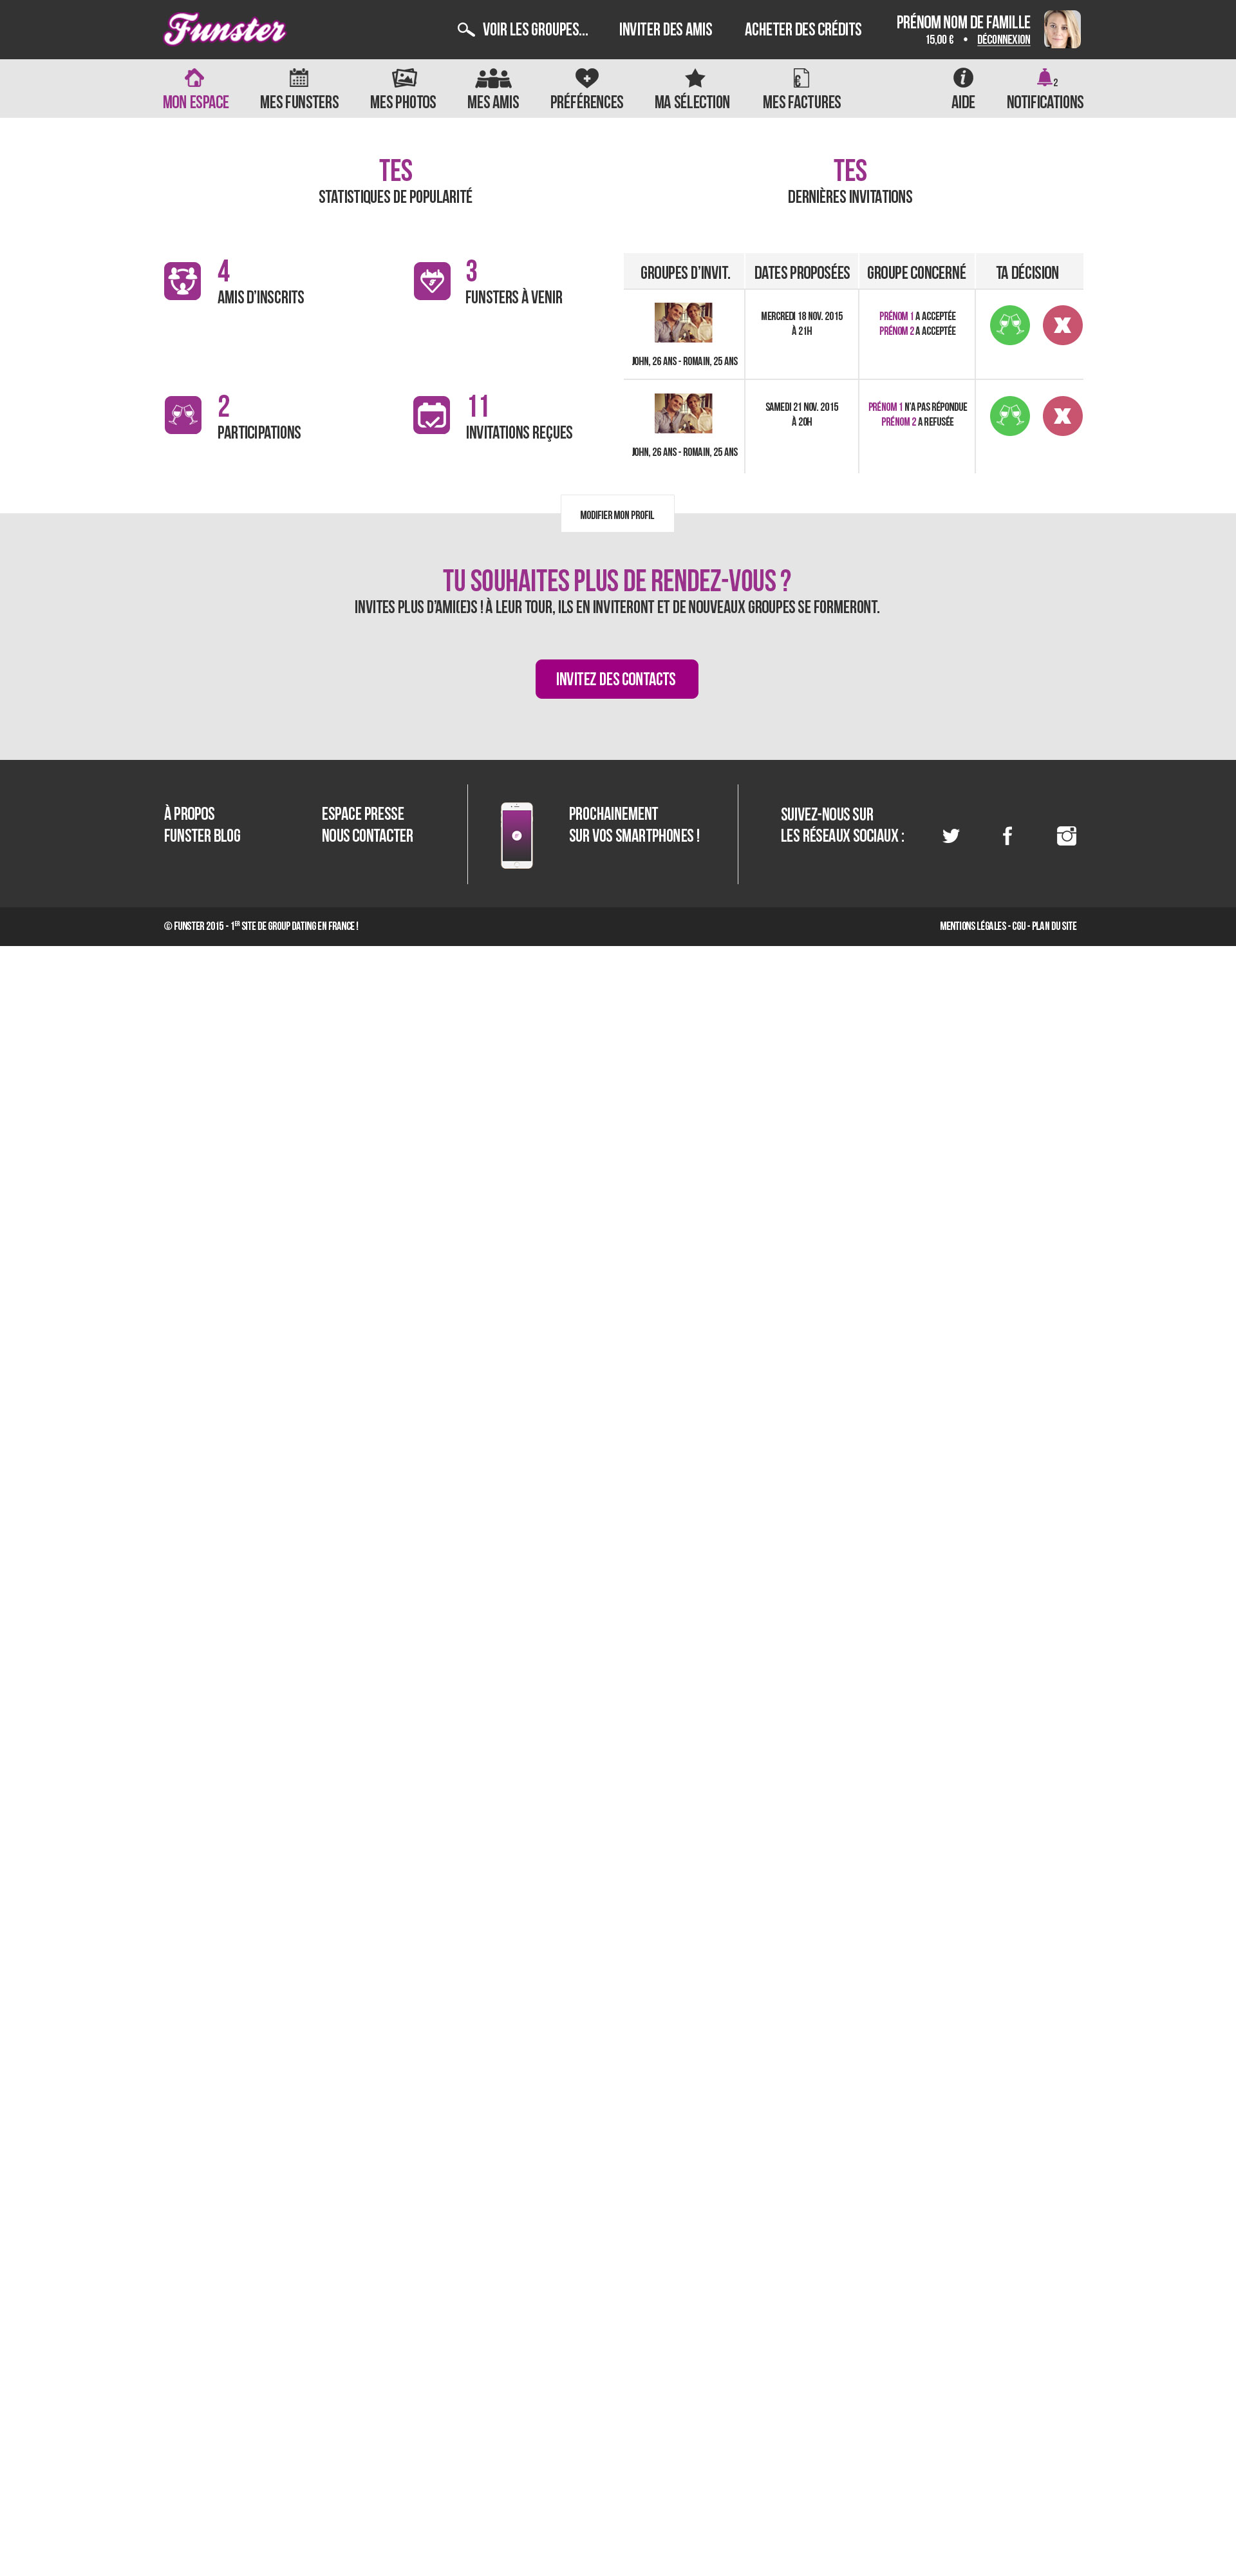 Funster
VOIR LES GROUPES...
INVITER DES AMIS
ACHETER DES CRÉDITS
PRÉNOM NOM DE FAMILLE
15,00 € • DÉCONNEXION
MON ESPACE
MES FUNSTERS
MES PHOTOS
MES AMIS
PRÉFÉRENCES
MA SÉLECTION
€
MES FACTURES
AIDE
2
NOTIFICATIONS
TES
STATISTIQUES DE POPULARITÉ
4
AMIS D'INSCRITS
3
FUNSTERS À VENIR
2
PARTICIPATIONS
11
INVITATIONS REÇUES
TES
DERNIÈRES INVITATIONS
GROUPES D'INVIT.
DATES PROPOSÉES
GROUPE CONCERNÉ
TA DÉCISION
JOHN, 26 ANS - ROMAIN, 25 ANS
MERCREDI 18 NOV. 2015
À 21H
PRÉNOM 1 A ACCEPTÉE
PRÉNOM 2 A ACCEPTÉE
X
JOHN, 26 ANS - ROMAIN, 25 ANS
SAMEDI 21 NOV. 2015
À 20H
PRÉNOM 1 N'A PAS RÉPONDUE
PRÉNOM 2 A REFUSÉE
X
MODIFIER MON PROFIL
TU SOUHAITES PLUS DE RENDEZ-VOUS ?
INVITES PLUS D'AMI(E)S ! À LEUR TOUR, ILS EN INVITERONT ET DE NOUVEAUX GROUPES SE FORMERONT.
INVITEZ DES CONTACTS
À PROPOS
FUNSTER BLOG
ESPACE PRESSE
NOUS CONTACTER
PROCHAINEMENT
SUR VOS SMARTPHONES !
SUIVEZ-NOUS SUR
LES RÉSEAUX SOCIAUX :
© FUNSTER 2015 - 1ER SITE DE GROUP DATING EN FRANCE !
MENTIONS LÉGALES - CGU - PLAN DU SITE